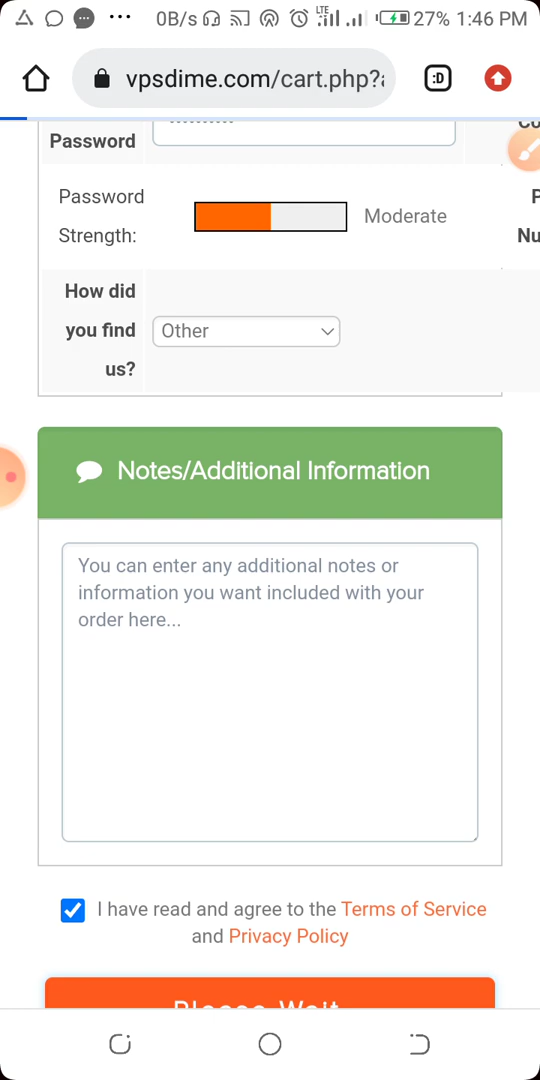 0B/s LTE 27% 1:46 PM
vpsdime.com/cart.php?
:D
Password
Password
Strength:
Moderate
P
Nu
How did
you find
us?
Other
Notes/Additional Information
You can enter any additional notes or
information you want included with your
order here...
I have read and agree to the Terms of Service
and Privacy Policy
Please Wait